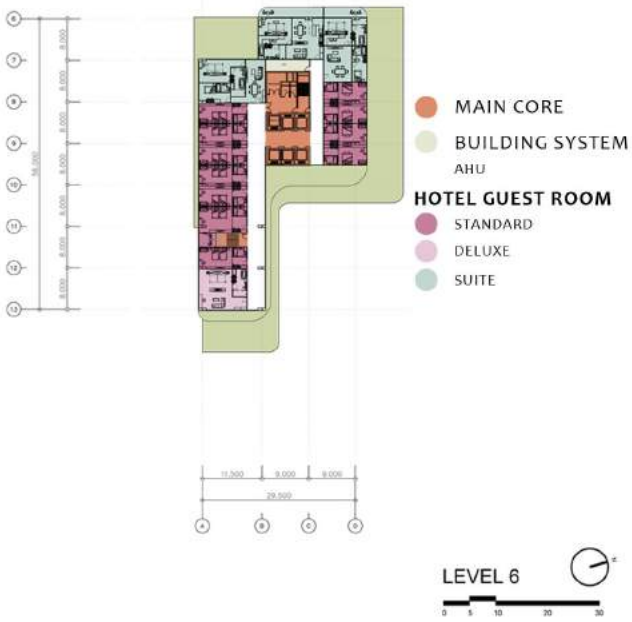 6
7
8
9
10
11
12
13
8.000
8.000
8.000
8.000
8.000
8.000
8.000
56.000
MAIN CORE
BUILDING SYSTEM
AHU
HOTEL GUEST ROOM
STANDARD
DELUXE
SUITE
11.500 9.000 9.000
29.500
A B C D
LEVEL 6
N
0 5 10 20 30